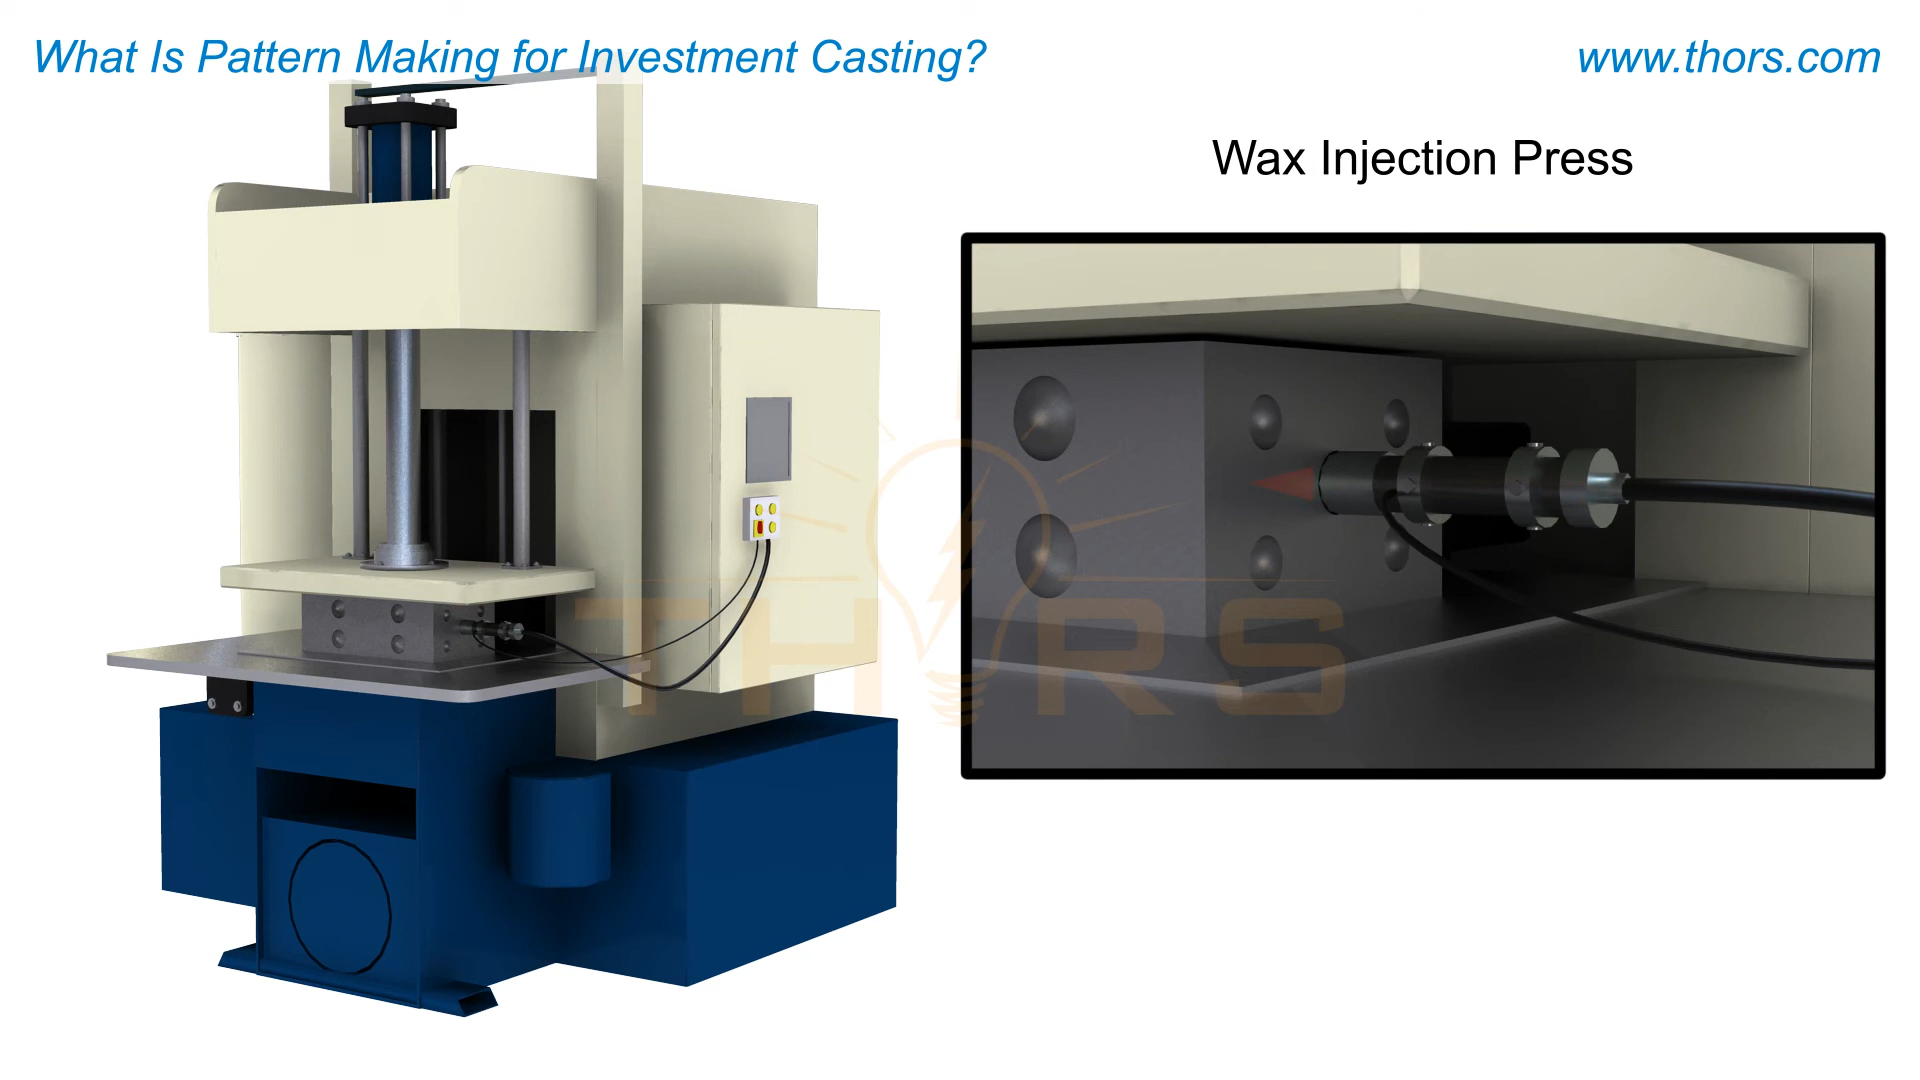 What Is Pattern Making for Investment Casting?
www.thors.com
Wax Injection Press
THORS